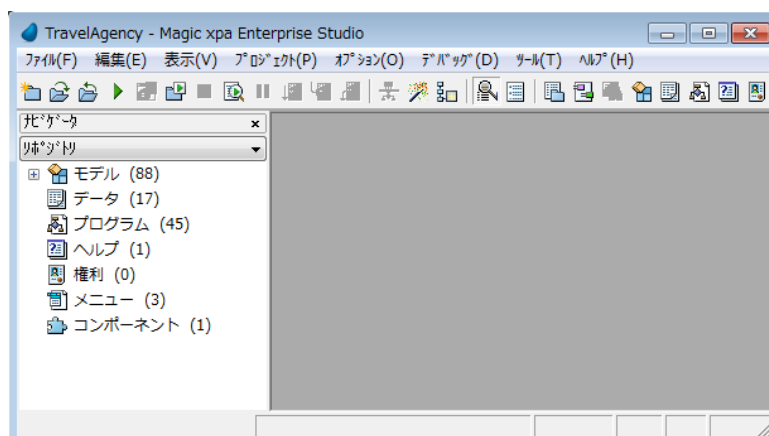 TravelAgency - Magic xpa Enterprise Studio
ﾌｧｲﾙ(F) 編集(E) 表示(V) ﾌﾟﾛｼﾞｪｸﾄ(P) ｵﾌﾟｼｮﾝ(O) ﾃﾞﾊﾞｯｸﾞ(D) ﾂｰﾙ(T) ﾍﾙﾌﾟ(H)
ﾅﾋﾞｹﾞｰﾀ
ﾘﾎﾟｼﾞﾄﾘ
モデル (88)
データ (17)
プログラム (45)
ヘルプ (1)
権利 (0)
メニュー (3)
コンポーネント (1)